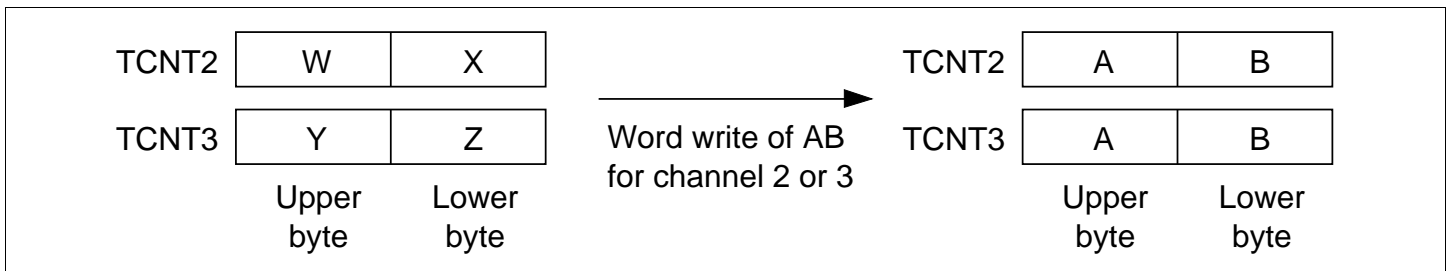 TCNT2 W X TCNT2 A B
TCNT3 Y Z TCNT3 A B
Word write of AB
for channel 2 or 3
Upper Lower Upper Lower
byte byte byte byte